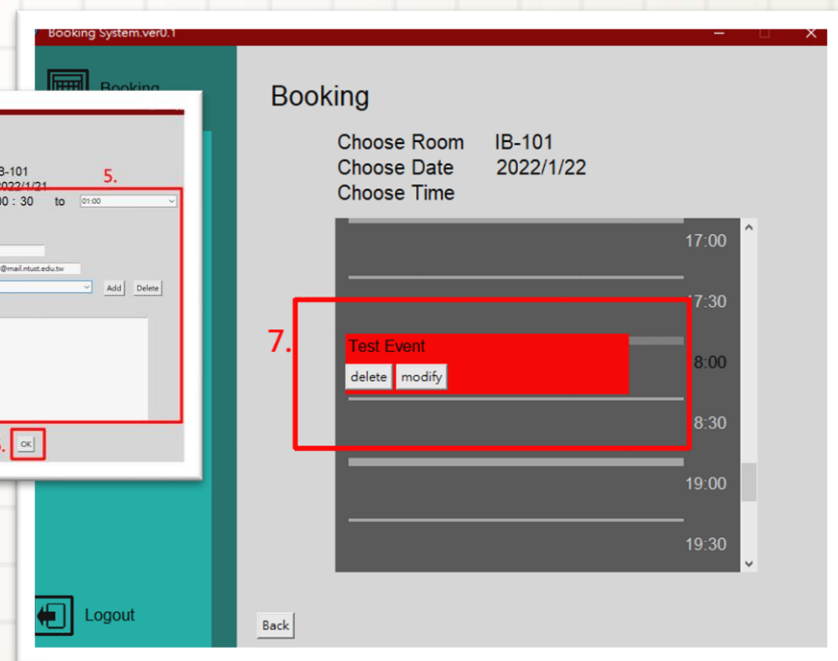 Booking System.ver0.1
Booking
Booking
Choose Room IB-101
Choose Date 2022/1/22
Choose Time
17:00
17:30
7.
Test Event
8:00
delete modify
8:30
19:00
19:30
Back
Logout
B-101
2022/1/21
00 : 30 to 01:00
5.
@mail.ntust.edu.tw
Add Delete
OK